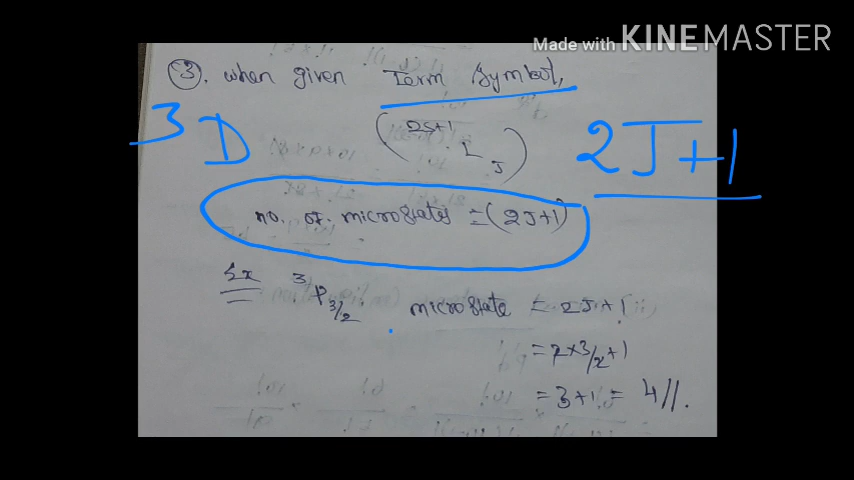 Made with KINEMASTER
③. when given Term Symbol,
3D (2S+1 L J) 2J+1
no. of. microstates = (2J+1)
Ex 3P3/2 microstate = 2J+1
= 2×3/2+1
= 3+1 = 4//.